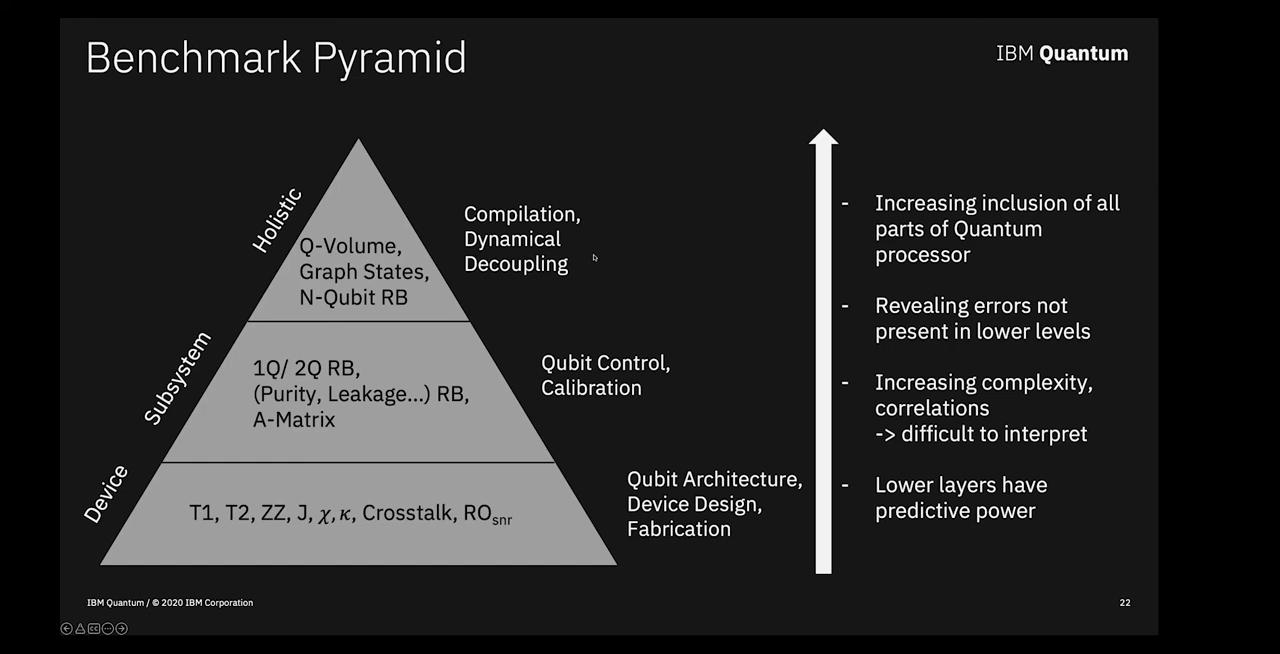 Benchmark Pyramid
IBM Quantum
Holistic
Q-Volume,
Graph States,
N-Qubit RB
Compilation,
Dynamical
Decoupling
Subsystem
1Q/ 2Q RB,
(Purity, Leakage...) RB,
A-Matrix
Qubit Control,
Calibration
Device
T1, T2, ZZ, J, χ, κ, Crosstalk, ROsnr
Qubit Architecture,
Device Design,
Fabrication
- Increasing inclusion of all
parts of Quantum
processor
- Revealing errors not
present in lower levels
- Increasing complexity,
correlations
-> difficult to interpret
- Lower layers have
predictive power
IBM Quantum / © 2020 IBM Corporation
22
CC